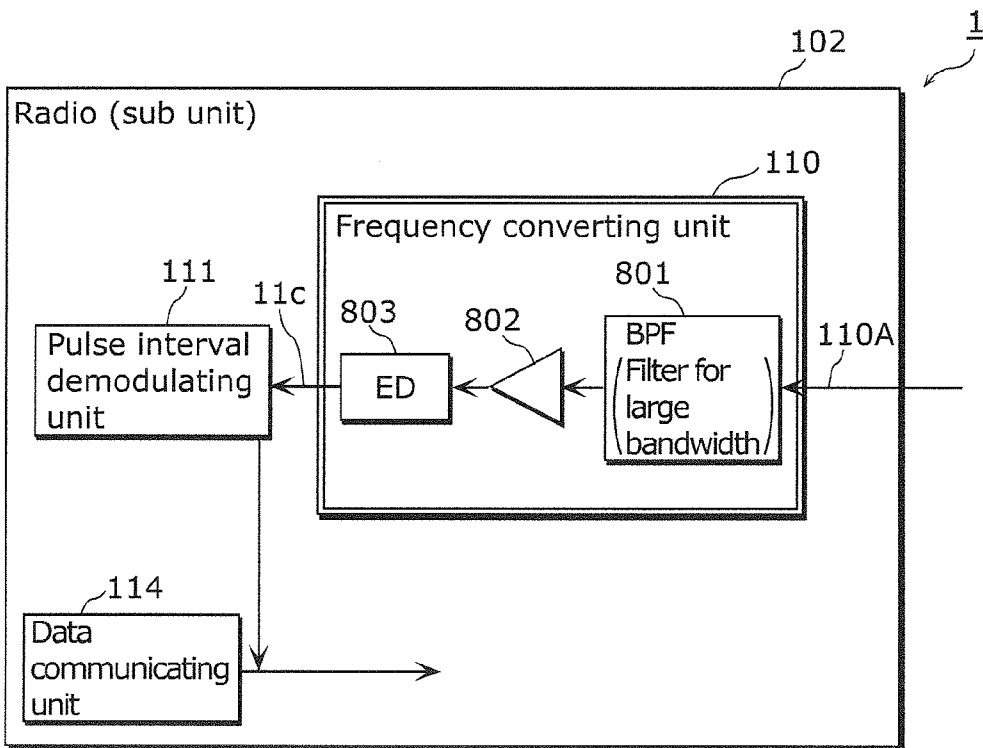 1
102
Radio (sub unit)
110
Frequency converting unit
111
11c
803
802
801
110A
Pulse interval
demodulating
unit
ED
BPF
(Filter for
large
bandwidth)
114
Data
communicating
unit